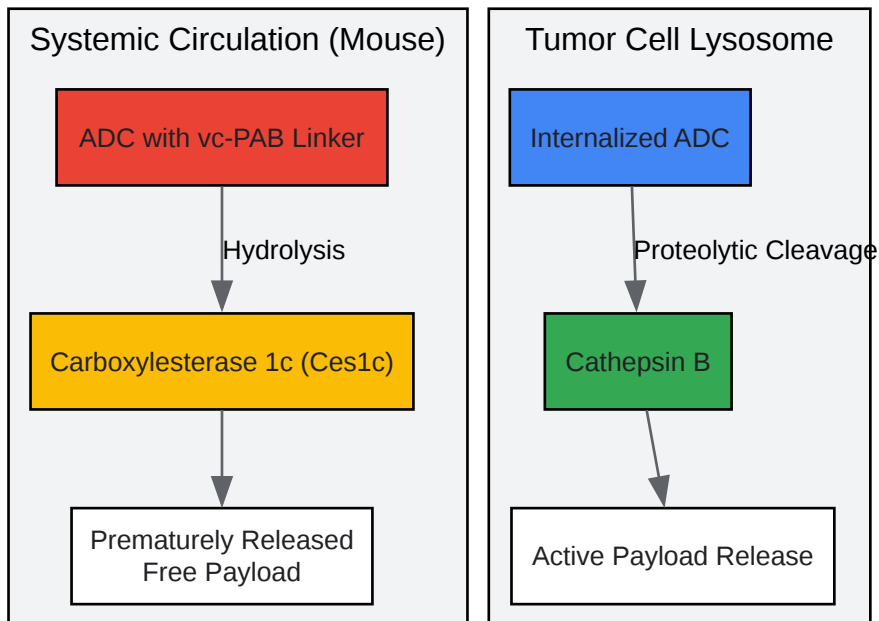 Systemic Circulation (Mouse)
ADC with vc-PAB Linker
Hydrolysis
Carboxylesterase 1c (Ces1c)
Prematurely Released
Free Payload
Tumor Cell Lysosome
Internalized ADC
Proteolytic Cleavage
Cathepsin B
Active Payload Release